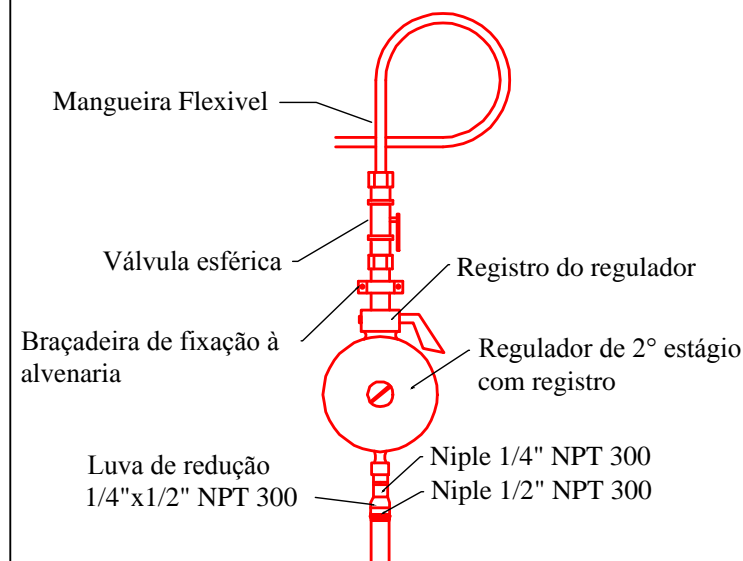 Mangueira Flexivel
Válvula esférica
Registro do regulador
Braçadeira de fixação à
alvenaria
Regulador de 2° estágio
com registro
Luva de redução
1/4"x1/2" NPT 300
Niple 1/4" NPT 300
Niple 1/2" NPT 300